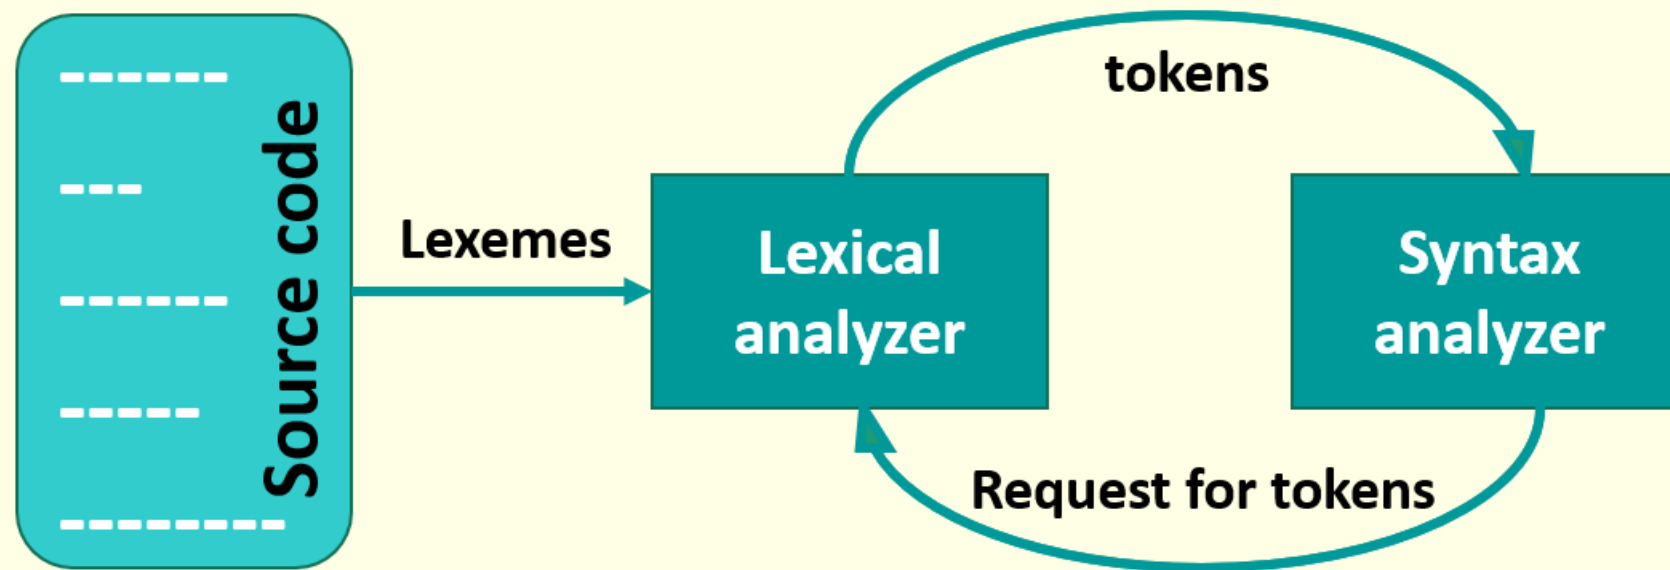 Source code
Lexemes
Lexical
analyzer
tokens
Syntax
analyzer
Request for tokens